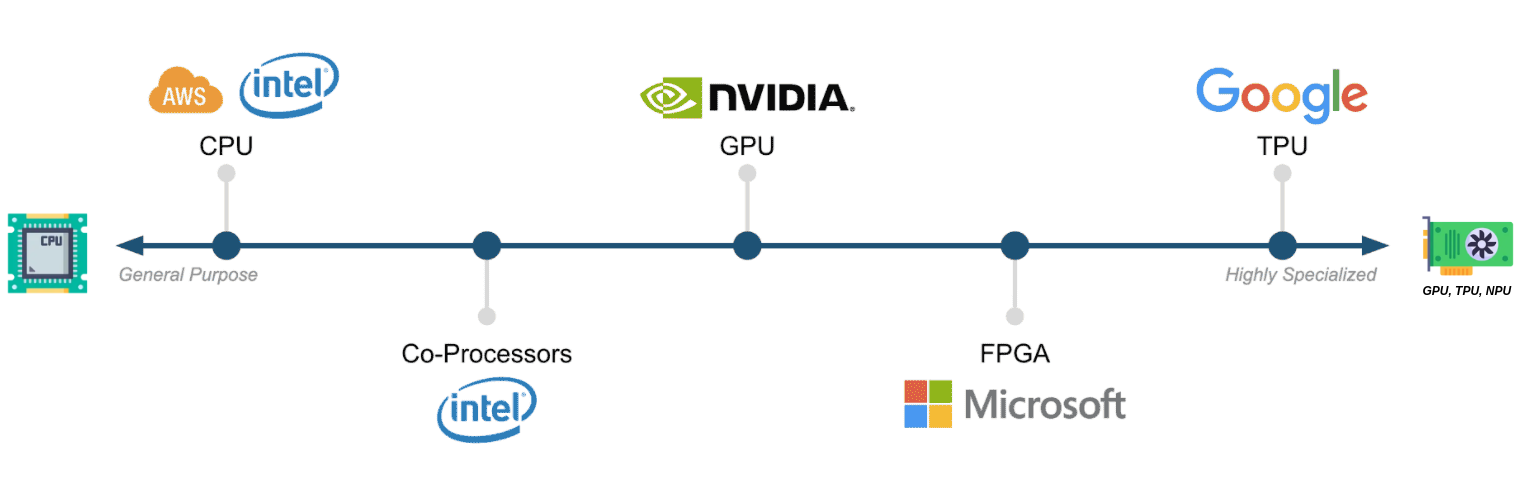 AWS
intel
CPU
NVIDIA.
GPU
Google
TPU
CPU
General Purpose
Highly Specialized
GPU, TPU, NPU
Co-Processors
intel
FPGA
Microsoft